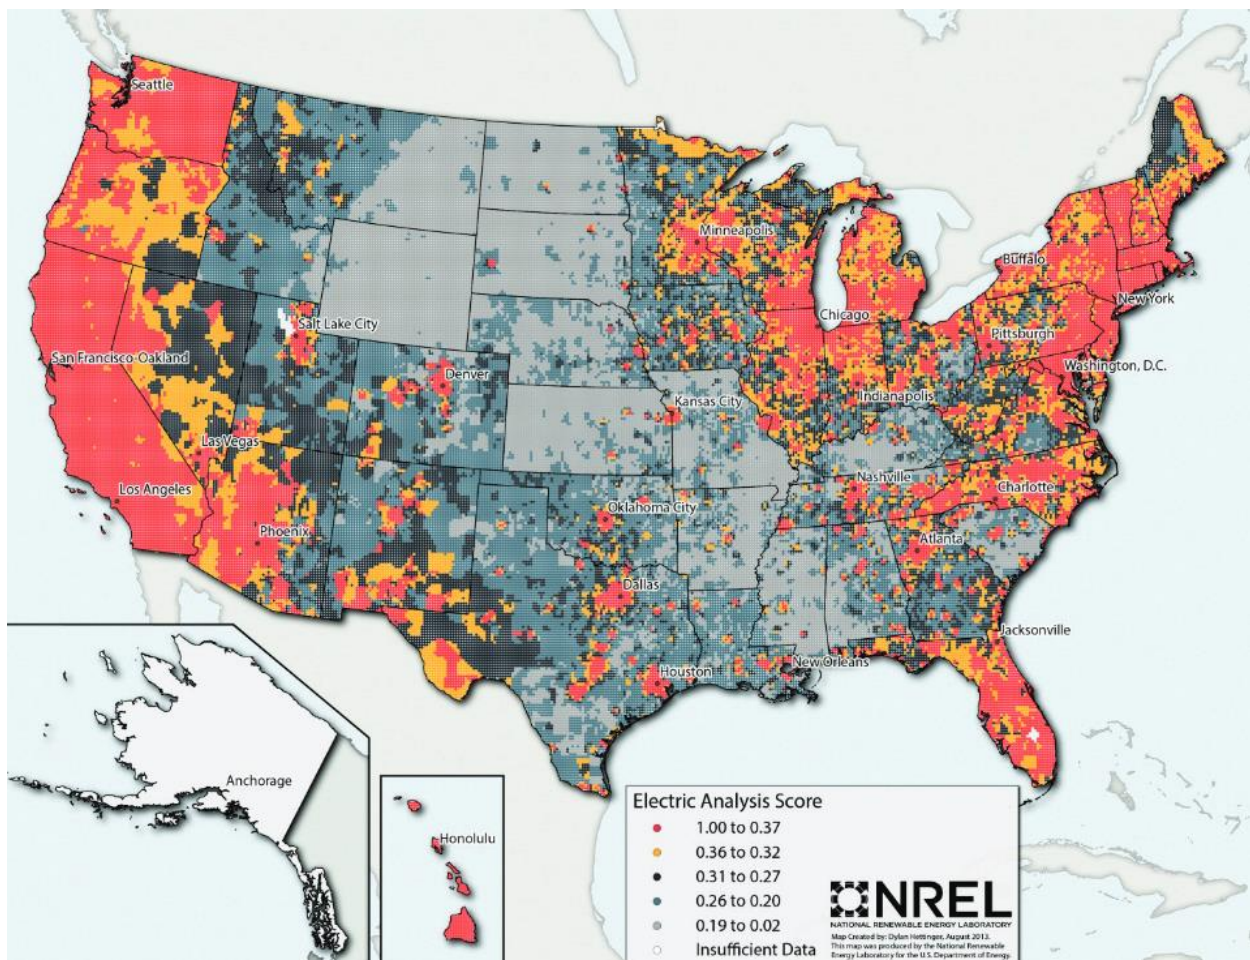 Seattle
Minneapolis
Buffalo
New York
Chicago
Salt Lake City
Pittsburgh
San Francisco-Oakland
Washington, D.C.
Denver
Indianapolis
Kansas City
Las Vegas
Nashville
Los Angeles
Charlotte
Oklahoma City
Phoenix
Atlanta
Dallas
Jacksonville
New Orleans
Houston
Anchorage
Honolulu
Electric Analysis Score
1.00 to 0.37
0.36 to 0.32
0.31 to 0.27
0.26 to 0.20
0.19 to 0.02
Insufficient Data
NREL
NATIONAL RENEWABLE ENERGY LABORATORY
Map Created by: Dylan Hettinger, August 2013.
This map was produced by the National Renewable
Energy Laboratory for the U.S. Department of Energy.